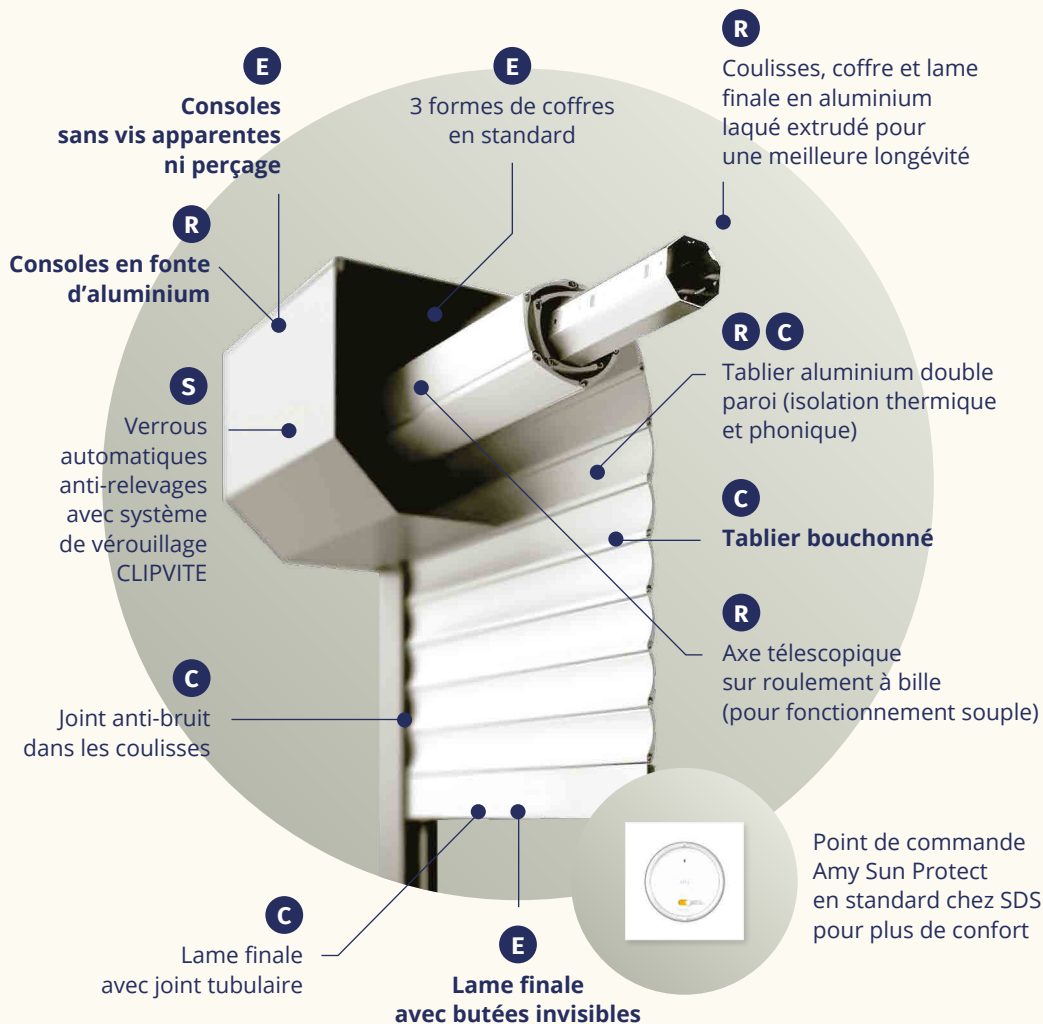 E
Consoles
sans vis apparentes
ni perçage
E
3 formes de coffres
en standard
R
Coulisses, coffre et lame
finale en aluminium
laqué extrudé pour
une meilleure longévité
R
Consoles en fonte
d’aluminium
S
Verrous
automatiques
anti-relevages
avec système
de vérouillage
CLIPVITE
R C
Tablier aluminium double
paroi (isolation thermique
et phonique)
C
Tablier bouchonné
R
Axe télescopique
sur roulement à bille
(pour fonctionnement souple)
C
Joint anti-bruit
dans les coulisses
C
Lame finale
avec joint tubulaire
E
Lame finale
avec butées invisibles
Point de commande
Amy Sun Protect
en standard chez SDS
pour plus de confort